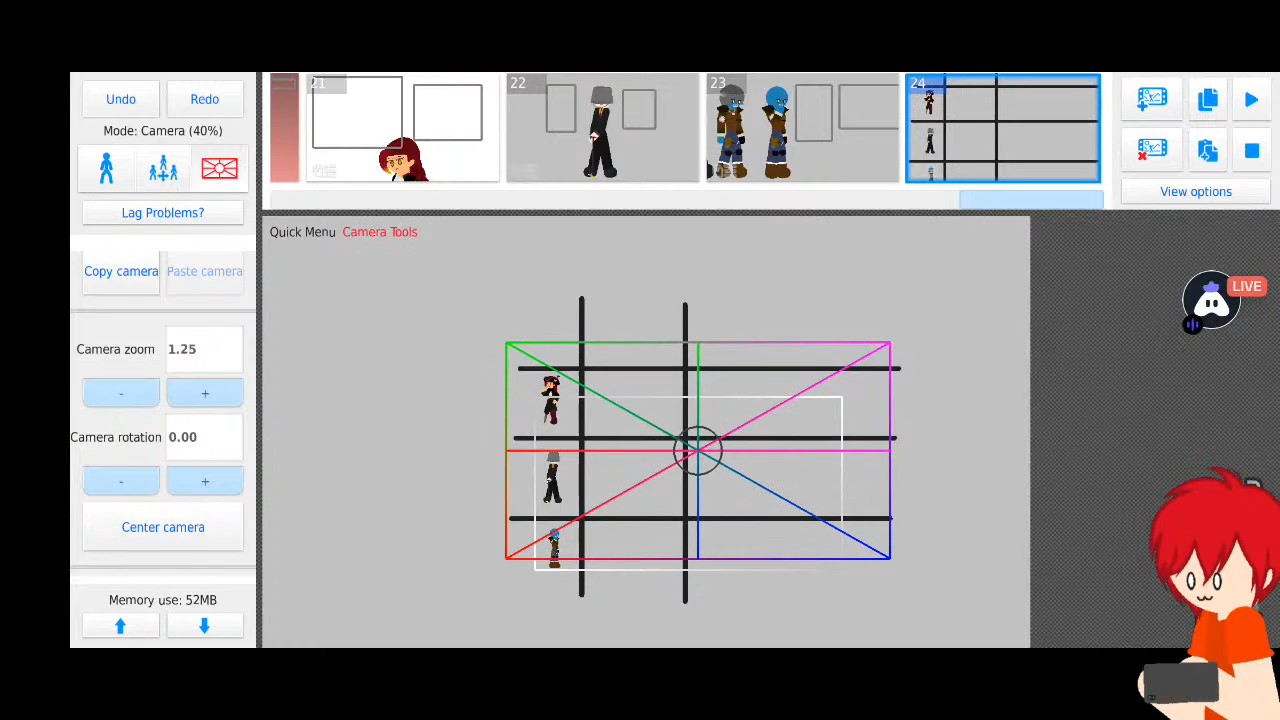 21
22
23
24
Undo
Redo
Mode: Camera (40%)
Lag Problems?
View options
Quick Menu Camera Tools
Copy camera
Paste camera
LIVE
Camera zoom
1.25
-
+
Camera rotation
0.00
-
+
Center camera
Memory use: 52MB